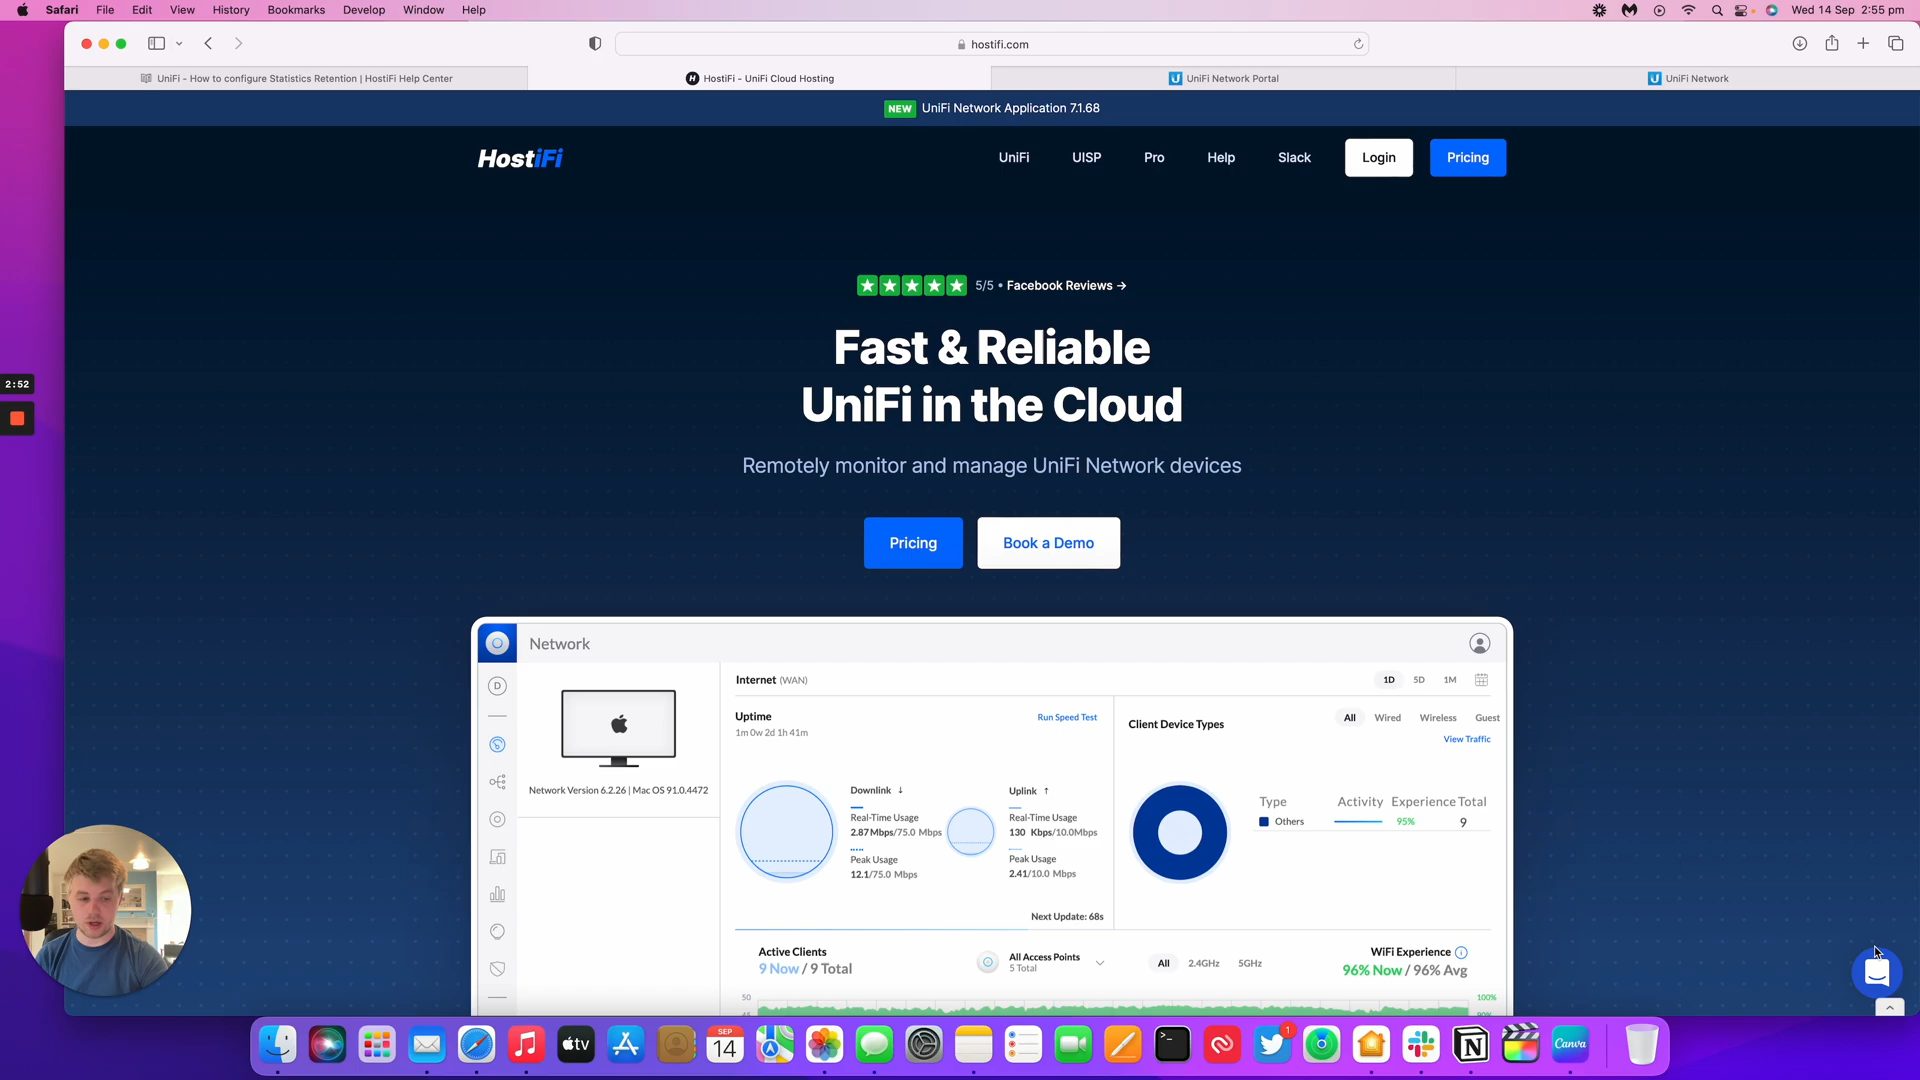 Safari File Edit View History Bookmarks Develop Window Help Wed 14 Sep 2:55 pm
hostifi.com
UniFi - How to configure Statistics Retention | HostiFi Help Center
HostiFi - UniFi Cloud Hosting
UniFi Network Portal
UniFi Network
NEW UniFi Network Application 7.1.68
HostiFi
UniFi UISP Pro Help Slack Login Pricing
5/5 • Facebook Reviews →
Fast & Reliable
UniFi in the Cloud
Remotely monitor and manage UniFi Network devices
Pricing Book a Demo
2:52
Network
D
Network Version 6.2.26 | Mac OS 91.0.4472
Internet (WAN)
1D 5D 1M
Uptime
1m 0w 2d 1h 41m
Run Speed Test
Downlink ↓
Real-Time Usage
2.87 Mbps/75.0 Mbps
Peak Usage
12.1/75.0 Mbps
Uplink ↑
Real-Time Usage
130 Kbps/10.0Mbps
Peak Usage
2.41/10.0 Mbps
Next Update: 68s
Client Device Types
All Wired Wireless Guest
View Traffic
Type Activity Experience Total
Others 95% 9
Active Clients
9 Now / 9 Total
All Access Points
5 Total
All 2.4GHz 5GHz
WiFi Experience
96% Now / 96% Avg
50
100%
tv
SEP
14
1
Canva